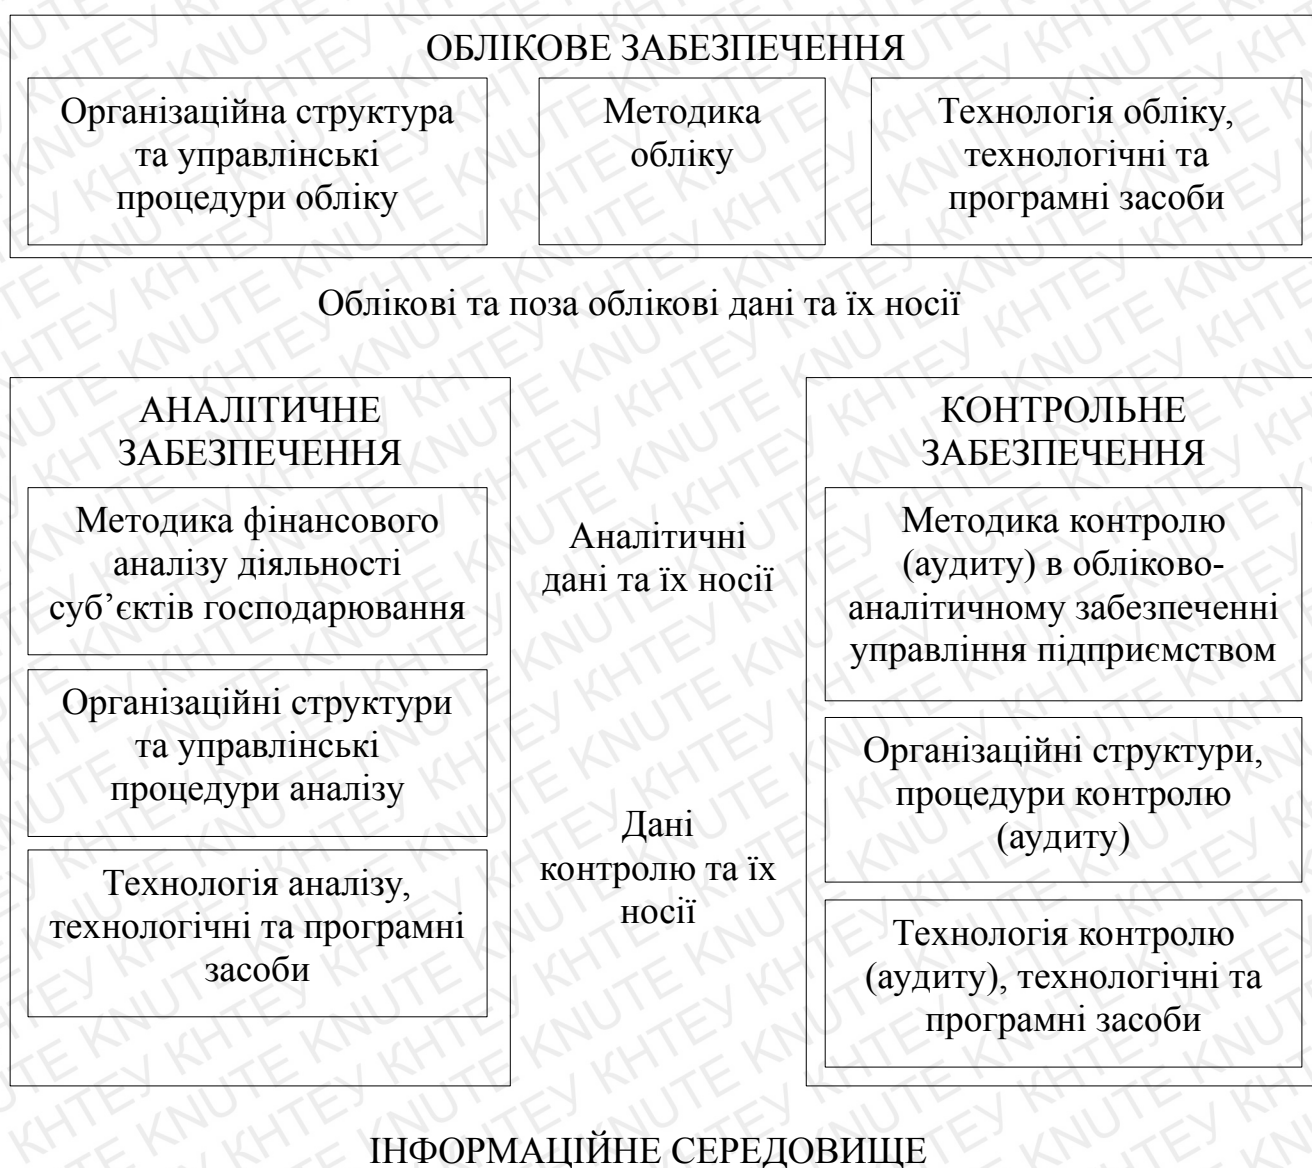 ОБЛІКОВЕ ЗАБЕЗПЕЧЕННЯ
Організаційна структура
та управлінські
процедури обліку
Методика
обліку
Технологія обліку,
технологічні та
програмні засоби
Облікові та поза облікові дані та їх носії
АНАЛІТИЧНЕ
ЗАБЕЗПЕЧЕННЯ
Методика фінансового
аналізу діяльності
суб’єктів господарювання
Організаційні структури
та управлінські
процедури аналізу
Технологія аналізу,
технологічні та програмні
засоби
Аналітичні
дані та їх носії
Дані
контролю та їх
носії
КОНТРОЛЬНЕ
ЗАБЕЗПЕЧЕННЯ
Методика контролю
(аудиту) в обліково-
аналітичному забезпеченні
управління підприємством
Організаційні структури,
процедури контролю
(аудиту)
Технологія контролю
(аудиту), технологічні та
програмні засоби
ІНФОРМАЦІЙНЕ СЕРЕДОВИЩЕ